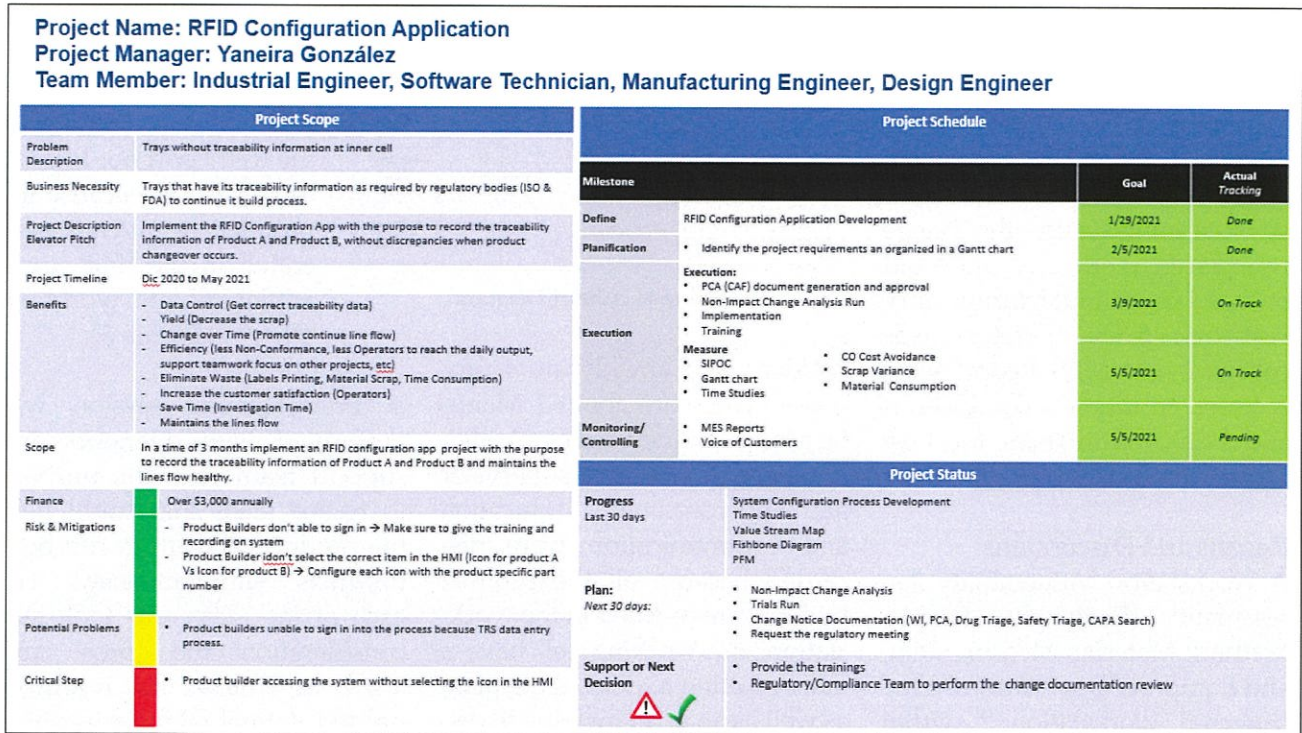 Project Name: RFID Configuration Application
Project Manager: Yaneira González
Team Member: Industrial Engineer, Software Technician, Manufacturing Engineer, Design Engineer
Project Scope
Problem
Description
Trays without traceability information at inner cell
Business Necessity
Trays that have its traceability information as required by regulatory bodies (ISO &
FDA) to continue it build process.
Project Description
Elevator Pitch
Implement the RFID Configuration App with the purpose to record the traceability
information of Product A and Product B, without discrepancies when product
changeover occurs.
Project Timeline
Dic 2020 to May 2021
Benefits
- Data Control (Get correct traceability data)
- Yield (Decrease the scrap)
- Change over Time (Promote continue line flow)
- Efficiency (less Non-Conformance, less Operators to reach the daily output,
support teamwork focus on other projects, etc)
- Eliminate Waste (Labels Printing, Material Scrap, Time Consumption)
- Increase the customer satisfaction (Operators)
- Save Time (Investigation Time)
- Maintains the lines flow
Scope
In a time of 3 months implement an RFID configuration app project with the purpose
to record the traceability information of Product A and Product B and maintains the
lines flow healthy.
Finance
Over $3,000 annually
Risk & Mitigations
- Product Builders don't able to sign in → Make sure to give the training and
recording on system
- Product Builder idon't select the correct item in the HMI (Icon for product A
Vs Icon for product B) → Configure each icon with the product specific part
number
Potential Problems
• Product builders unable to sign in into the process because TRS data entry
process.
Critical Step
• Product builder accessing the system without selecting the icon in the HMI
Project Schedule
Milestone
Goal
Actual
Tracking
Define
RFID Configuration Application Development
1/29/2021
Done
Planification
• Identify the project requirements an organized in a Gantt chart
2/5/2021
Done
Execution
Execution:
• PCA (CAF) document generation and approval
• Non-Impact Change Analysis Run
• Implementation
• Training
3/9/2021
On Track
Measure
• SIPOC
• Gantt chart
• Time Studies
• CO Cost Avoidance
• Scrap Variance
• Material Consumption
5/5/2021
On Track
Monitoring/
Controlling
• MES Reports
• Voice of Customers
5/5/2021
Pending
Project Status
Progress
Last 30 days
System Configuration Process Development
Time Studies
Value Stream Map
Fishbone Diagram
PFM
Plan:
Next 30 days:
• Non-Impact Change Analysis
• Trials Run
• Change Notice Documentation (WI, PCA, Drug Triage, Safety Triage, CAPA Search)
• Request the regulatory meeting
Support or Next
Decision
• Provide the trainings
• Regulatory/Compliance Team to perform the change documentation review